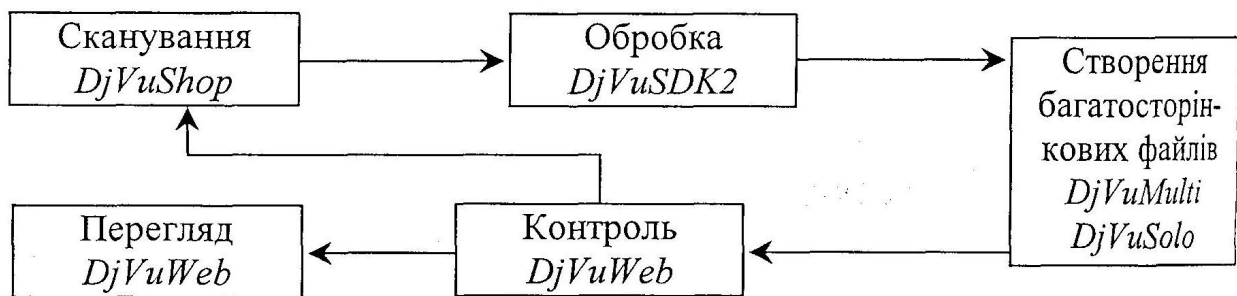 Сканування
DjVuShop
Обробка
DjVuSDK2
Створення
багатосторін-
кових файлів
DjVuMulti
DjVuSolo
Перегляд
DjVuWeb
Контроль
DjVuWeb